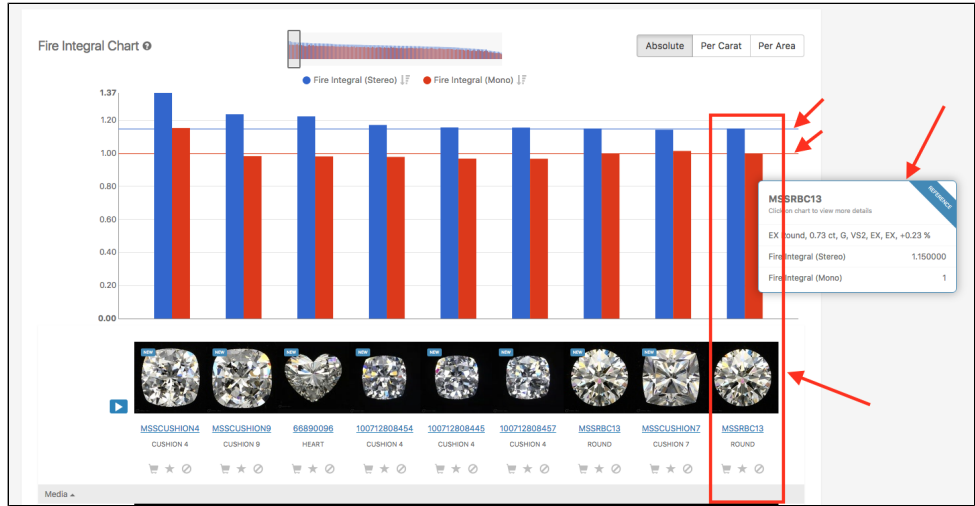 Fire Integral Chart
Absolute Per Carat Per Area
Fire Integral (Stereo) Fire Integral (Mono)
1.37
1.20
1.00
0.80
0.60
0.40
0.20
0.00
REFERENCE
MSSRBC13
Click on chart to view more details
EX Round, 0.73 ct, G, VS2, EX, EX, +0.23 %
Fire Integral (Stereo) 1.150000
Fire Integral (Mono) 1
NEW NEW NEW NEW NEW NEW NEW NEW NEW
MSSCUSHION4 MSSCUSHION9 66890096 100712808454 100712808445 100712808457 MSSRBC13 MSSCUSHION7 MSSRBC13
CUSHION 4 CUSHION 9 HEART CUSHION 4 CUSHION 4 CUSHION 4 ROUND CUSHION 7 ROUND
Media